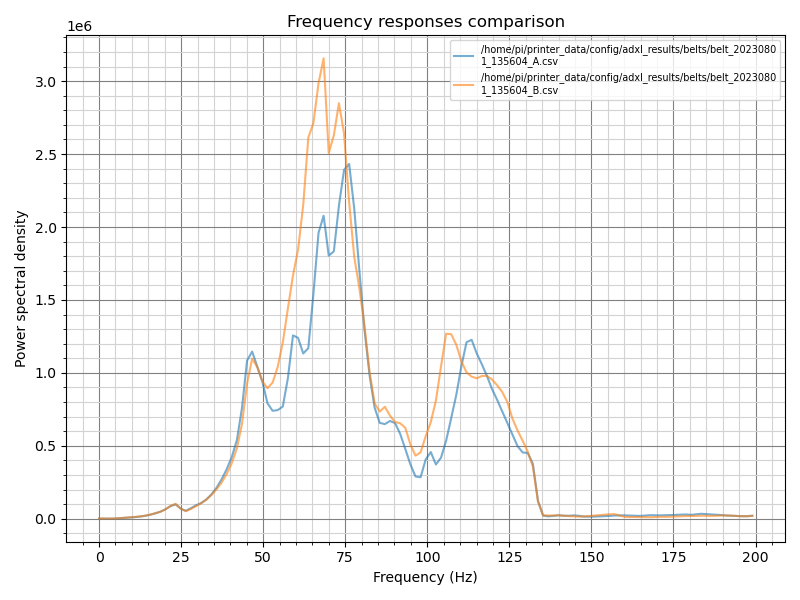 Frequency responses comparison
1e6
/home/pi/printer_data/config/adxl_results/belts/belt_2023080
1_135604_A.csv
/home/pi/printer_data/config/adxl_results/belts/belt_2023080
1_135604_B.csv
3.0
2.5
2.0
1.5
1.0
0.5
0.0
Power spectral density
0 25 50 75 100 125 150 175 200
Frequency (Hz)